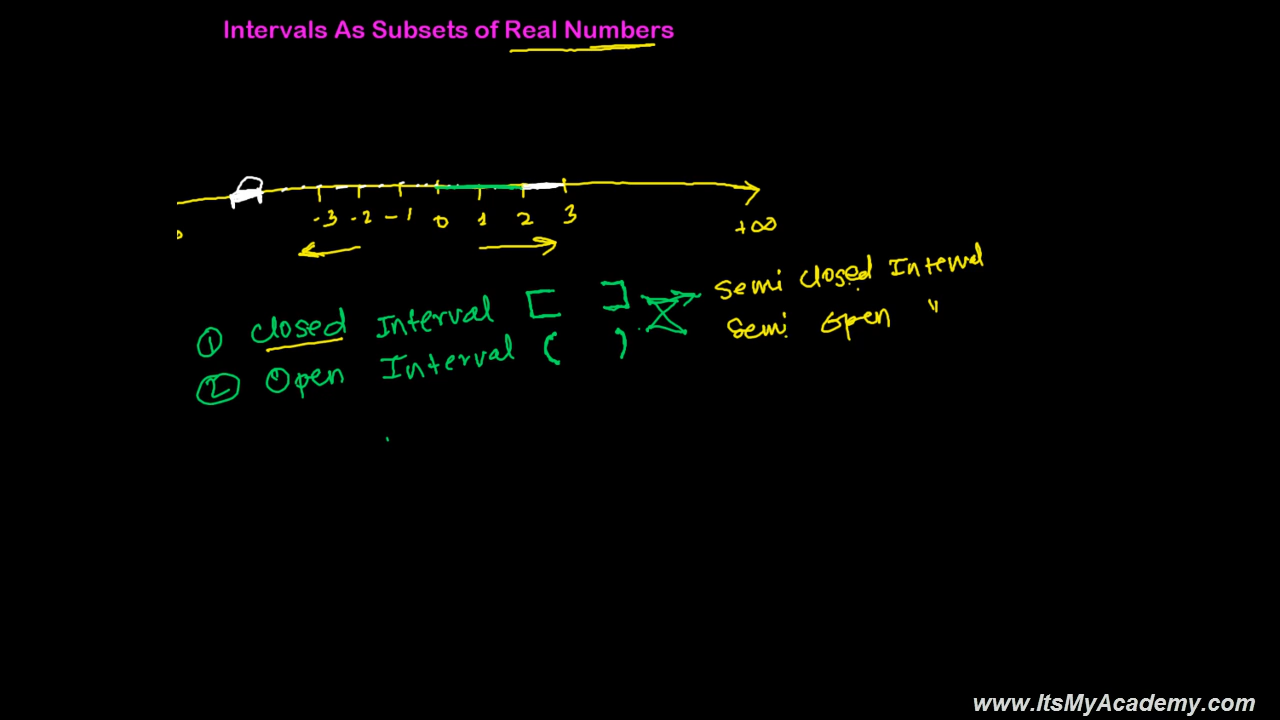 Intervals As Subsets of Real Numbers
-3 -2 -1 0 1 2 3
+∞
① Closed Interval [ ]
② Open Interval ( )
Semi Closed Interval
Semi Open "
www.ItsMyAcademy.com